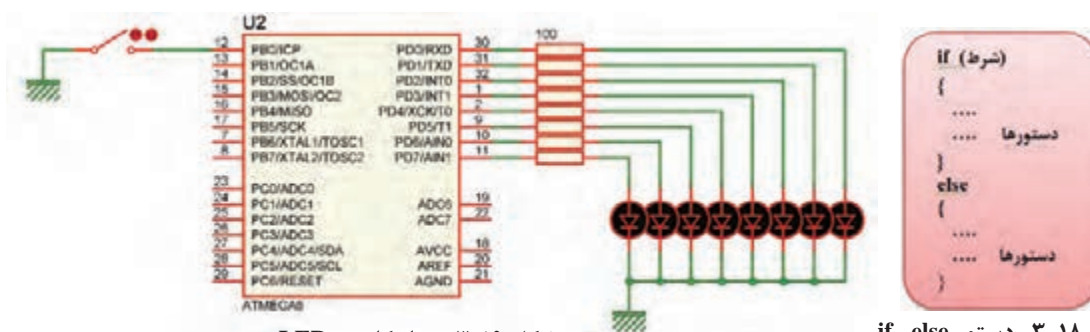 U2
12 PB0/ICP
13 PB1/OC1A
14 PB2/SS/OC1B
15 PB3/MOSI/OC2
16 PB4/MISO
17 PB5/SCK
7 PB6/XTAL1/TOSC1
8 PB7/XTAL2/TOSC2
23 PC0/ADC0
24 PC1/ADC1
25 PC2/ADC2
26 PC3/ADC3
27 PC4/ADC4/SDA
28 PC5/ADC5/SCL
29 PC6/RESET
PD0/RXD 30
PD1/TXD 31
PD2/INT0 32
PD3/INT1 1
PD4/XCK/T0 2
PD5/T1 9
PD6/AIN0 10
PD7/AIN1 11
ADC6 19
ADC7 22
AVCC 18
AREF 20
AGND 21
ATMEGA8
100
if (شرط)
{
....
.... دستورها
}
else
{
....
.... دستورها
}
LED